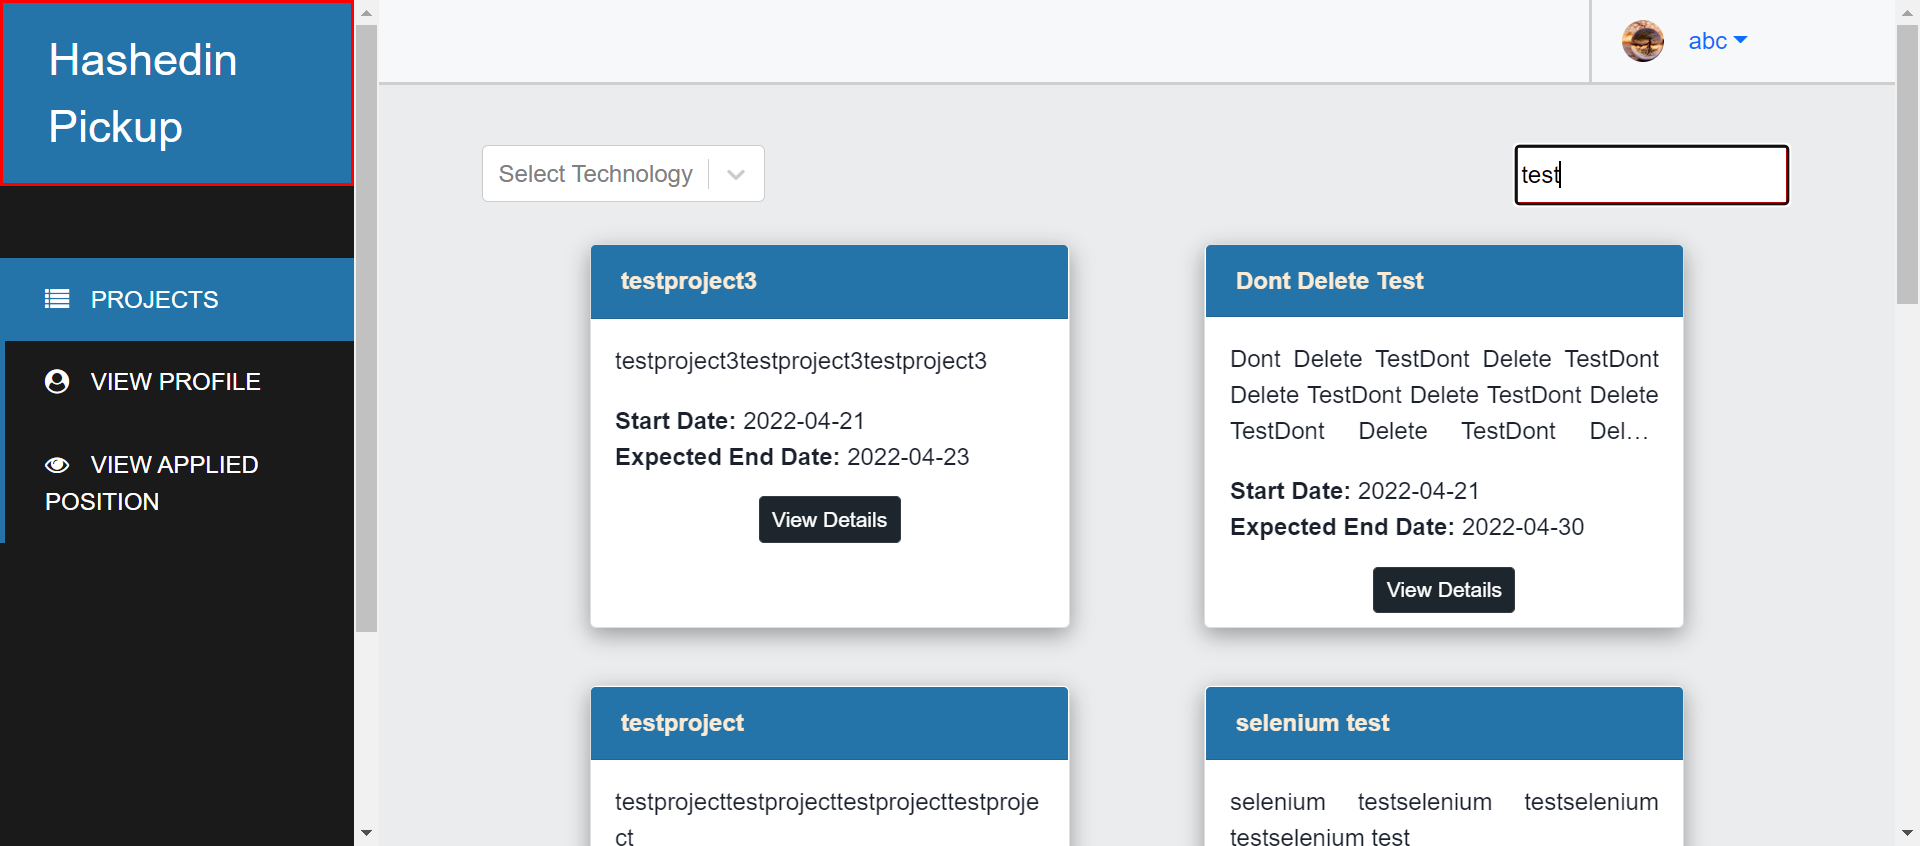 Hashedin
Pickup
abc
PROJECTS
VIEW PROFILE
VIEW APPLIED
POSITION
Select Technology
test
testproject3
testproject3testproject3testproject3
Start Date: 2022-04-21
Expected End Date: 2022-04-23
View Details
Dont Delete Test
Dont Delete TestDont Delete TestDont
Delete TestDont Delete TestDont Delete
TestDont Delete TestDont Del...
Start Date: 2022-04-21
Expected End Date: 2022-04-30
View Details
testproject
testprojecttestprojecttestprojecttestproje
ct
selenium test
selenium testselenium testselenium
testselenium test